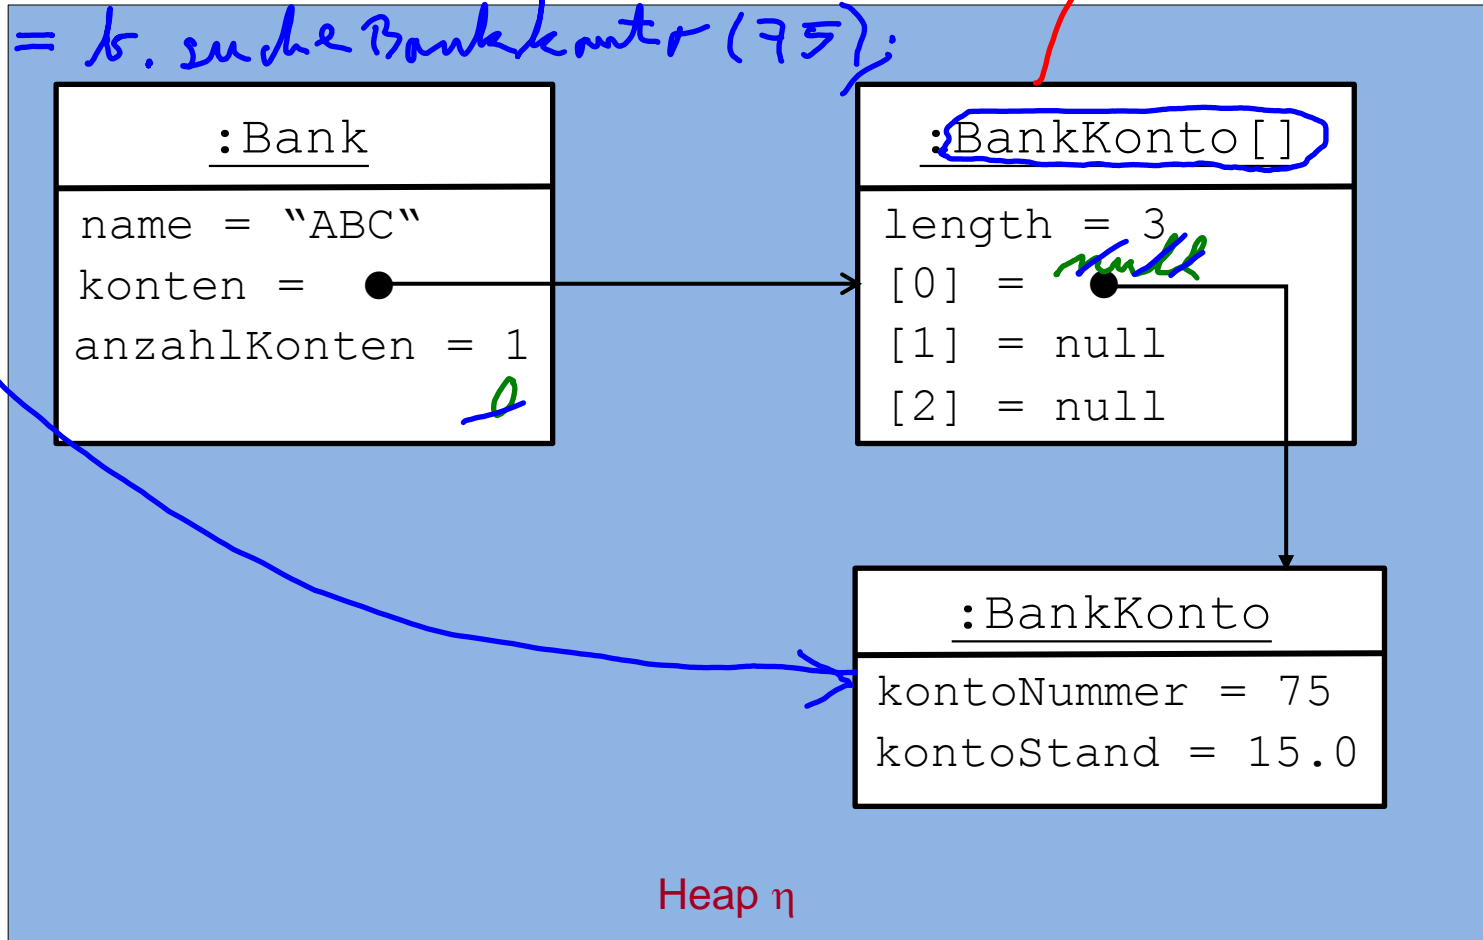 = b. sucheBankkonto(75);
:Bank
name = “ABC“
konten =
anzahlKonten = 1
0
:BankKonto[]
length = 3
null
[0] =
[1] = null
[2] = null
:BankKonto
kontoNummer = 75
kontoStand = 15.0
Heap η